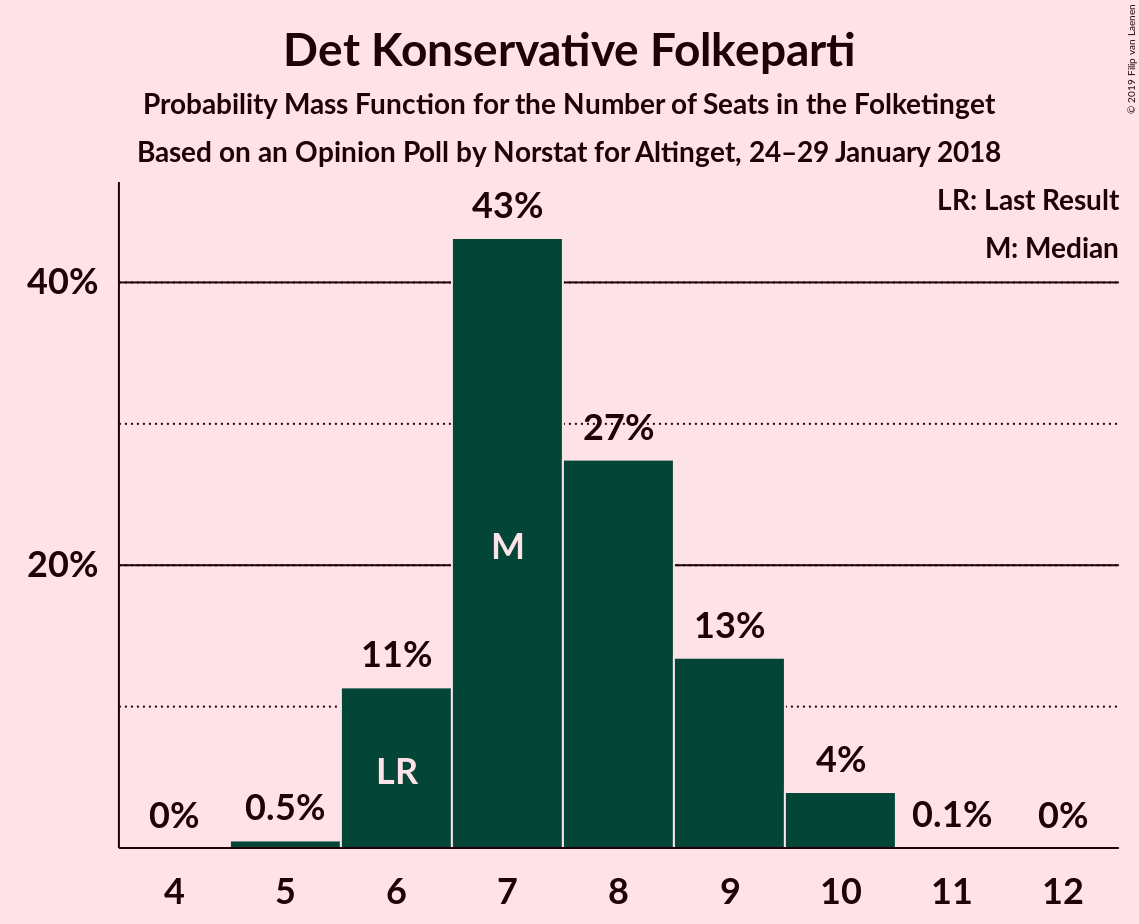 Det Konservative Folkeparti
Probability Mass Function for the Number of Seats in the Folketinget
Based on an Opinion Poll by Norstat for Altinget, 24–29 January 2018
© 2019 Filip van Laenen
LR: Last Result
M: Median
43%
40%
27%
M
20%
13%
11%
LR
4%
0%
0.5%
0.1%
0%
4 5 6 7 8 9 10 11 12